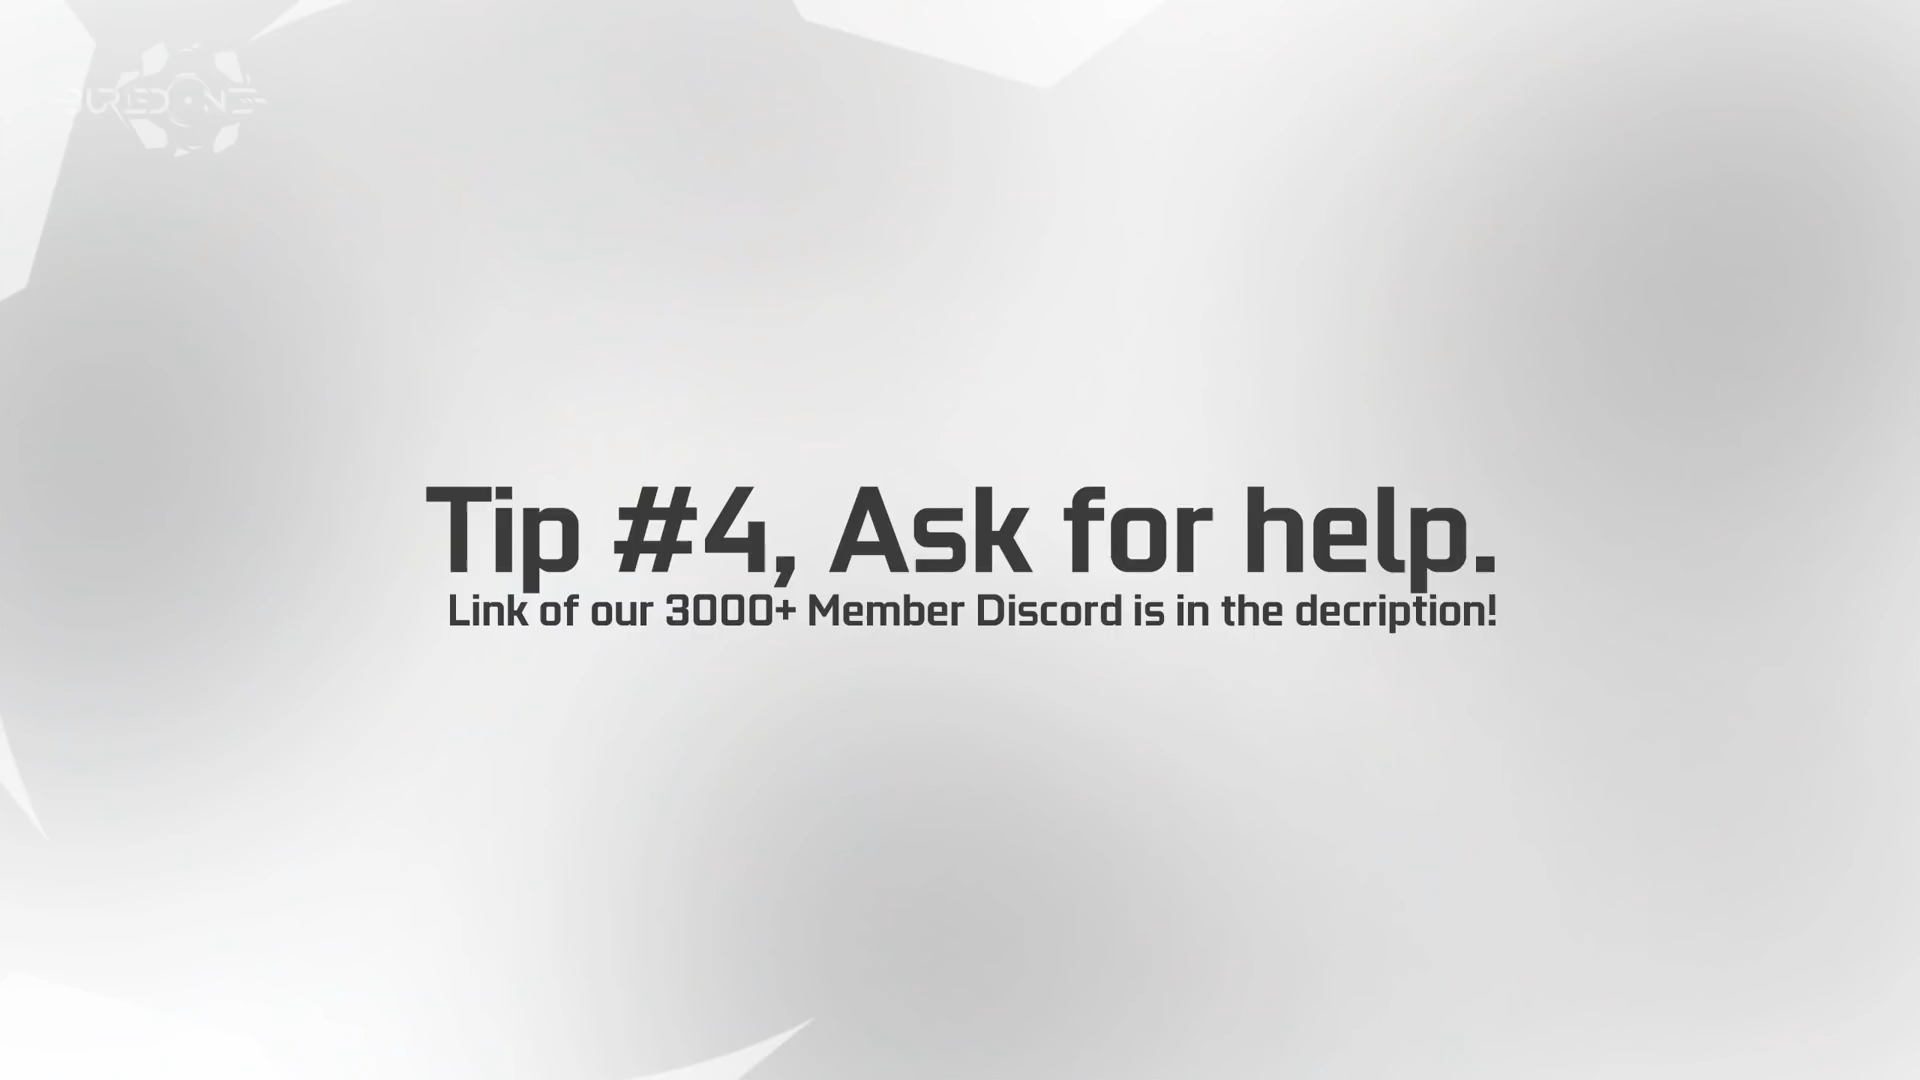 Tip #4, Ask for help.
Link of our 3000+ Member Discord is in the decription!